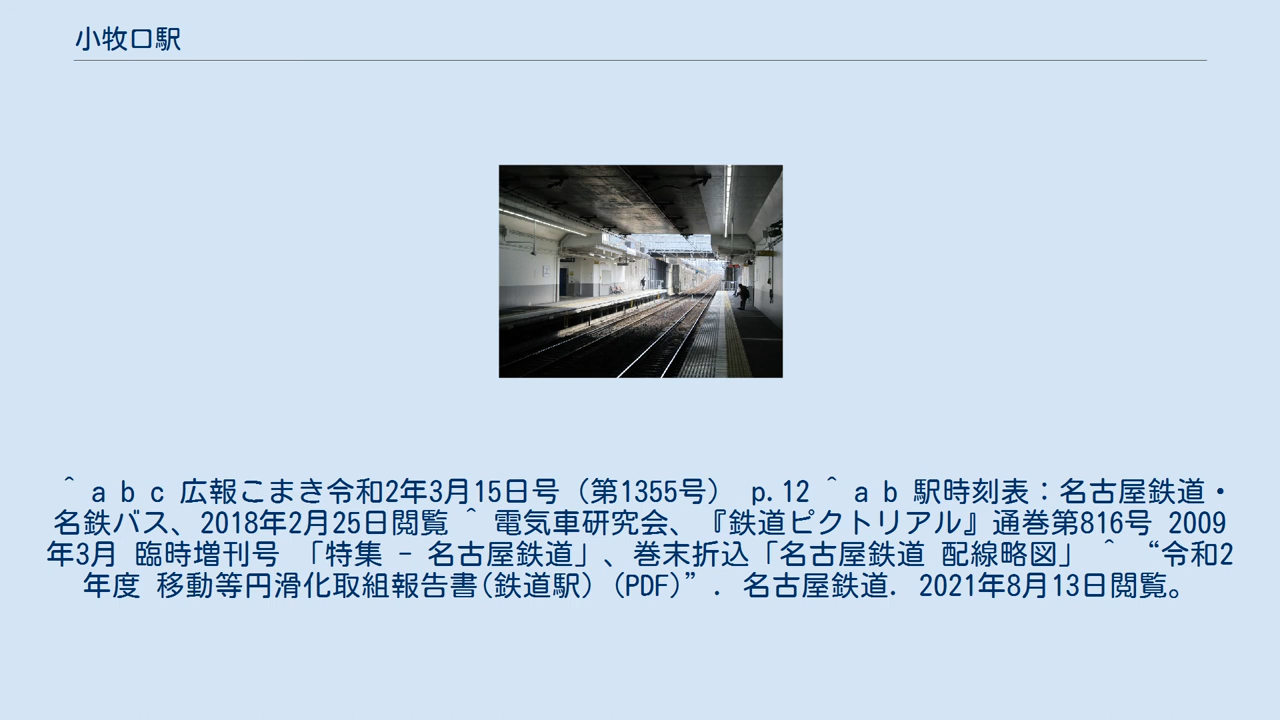 小牧口駅
^ a b c 広報こまき令和2年3月15日号（第1355号） p.12 ^ a b 駅時刻表：名古屋鉄道・
名鉄バス、2018年2月25日閲覧 ^ 電気車研究会、『鉄道ピクトリアル』通巻第816号 2009
年3月 臨時増刊号 「特集 - 名古屋鉄道」、巻末折込「名古屋鉄道 配線略図」 ^ “令和2
年度 移動等円滑化取組報告書(鉄道駅) (PDF)”. 名古屋鉄道. 2021年8月13日閲覧。